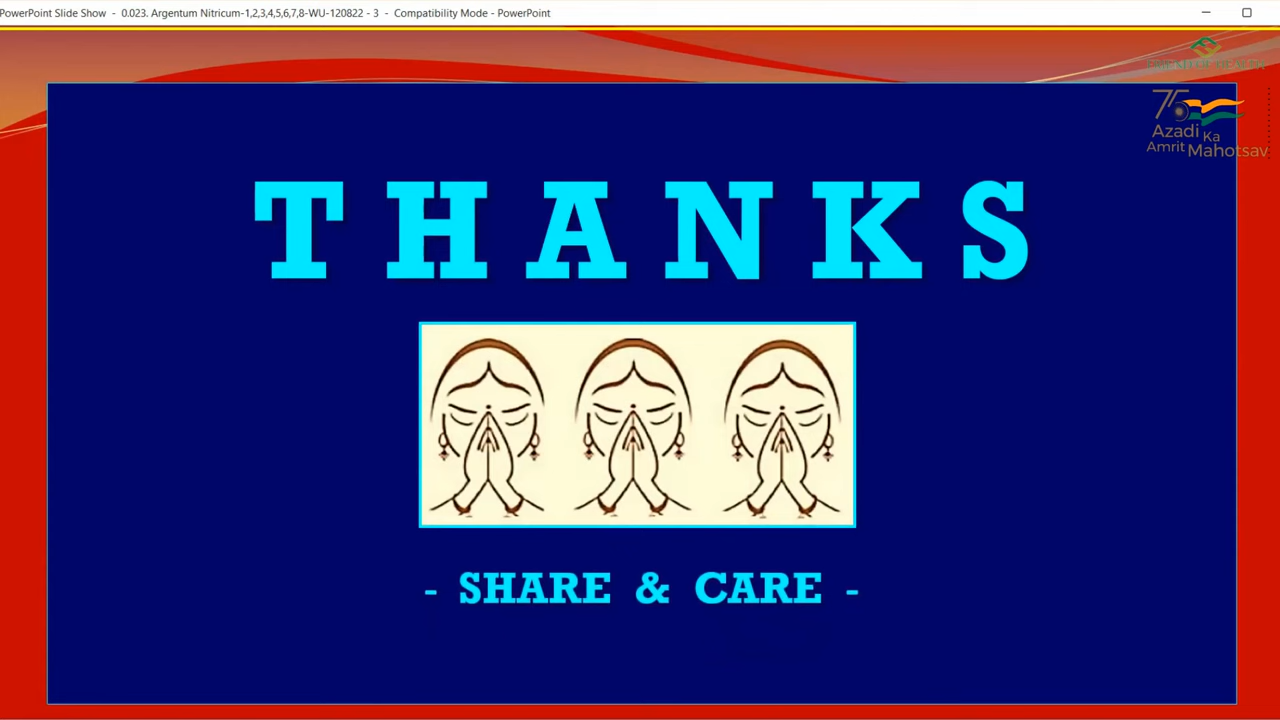 PowerPoint Slide Show - 0.023. Argentum Nitricum-1,2,3,4,5,6,7,8-WU-120822 - 3 - Compatibility Mode - PowerPoint
75
Azadi Ka
Amrit Mahotsav
THANKS
- SHARE & CARE -